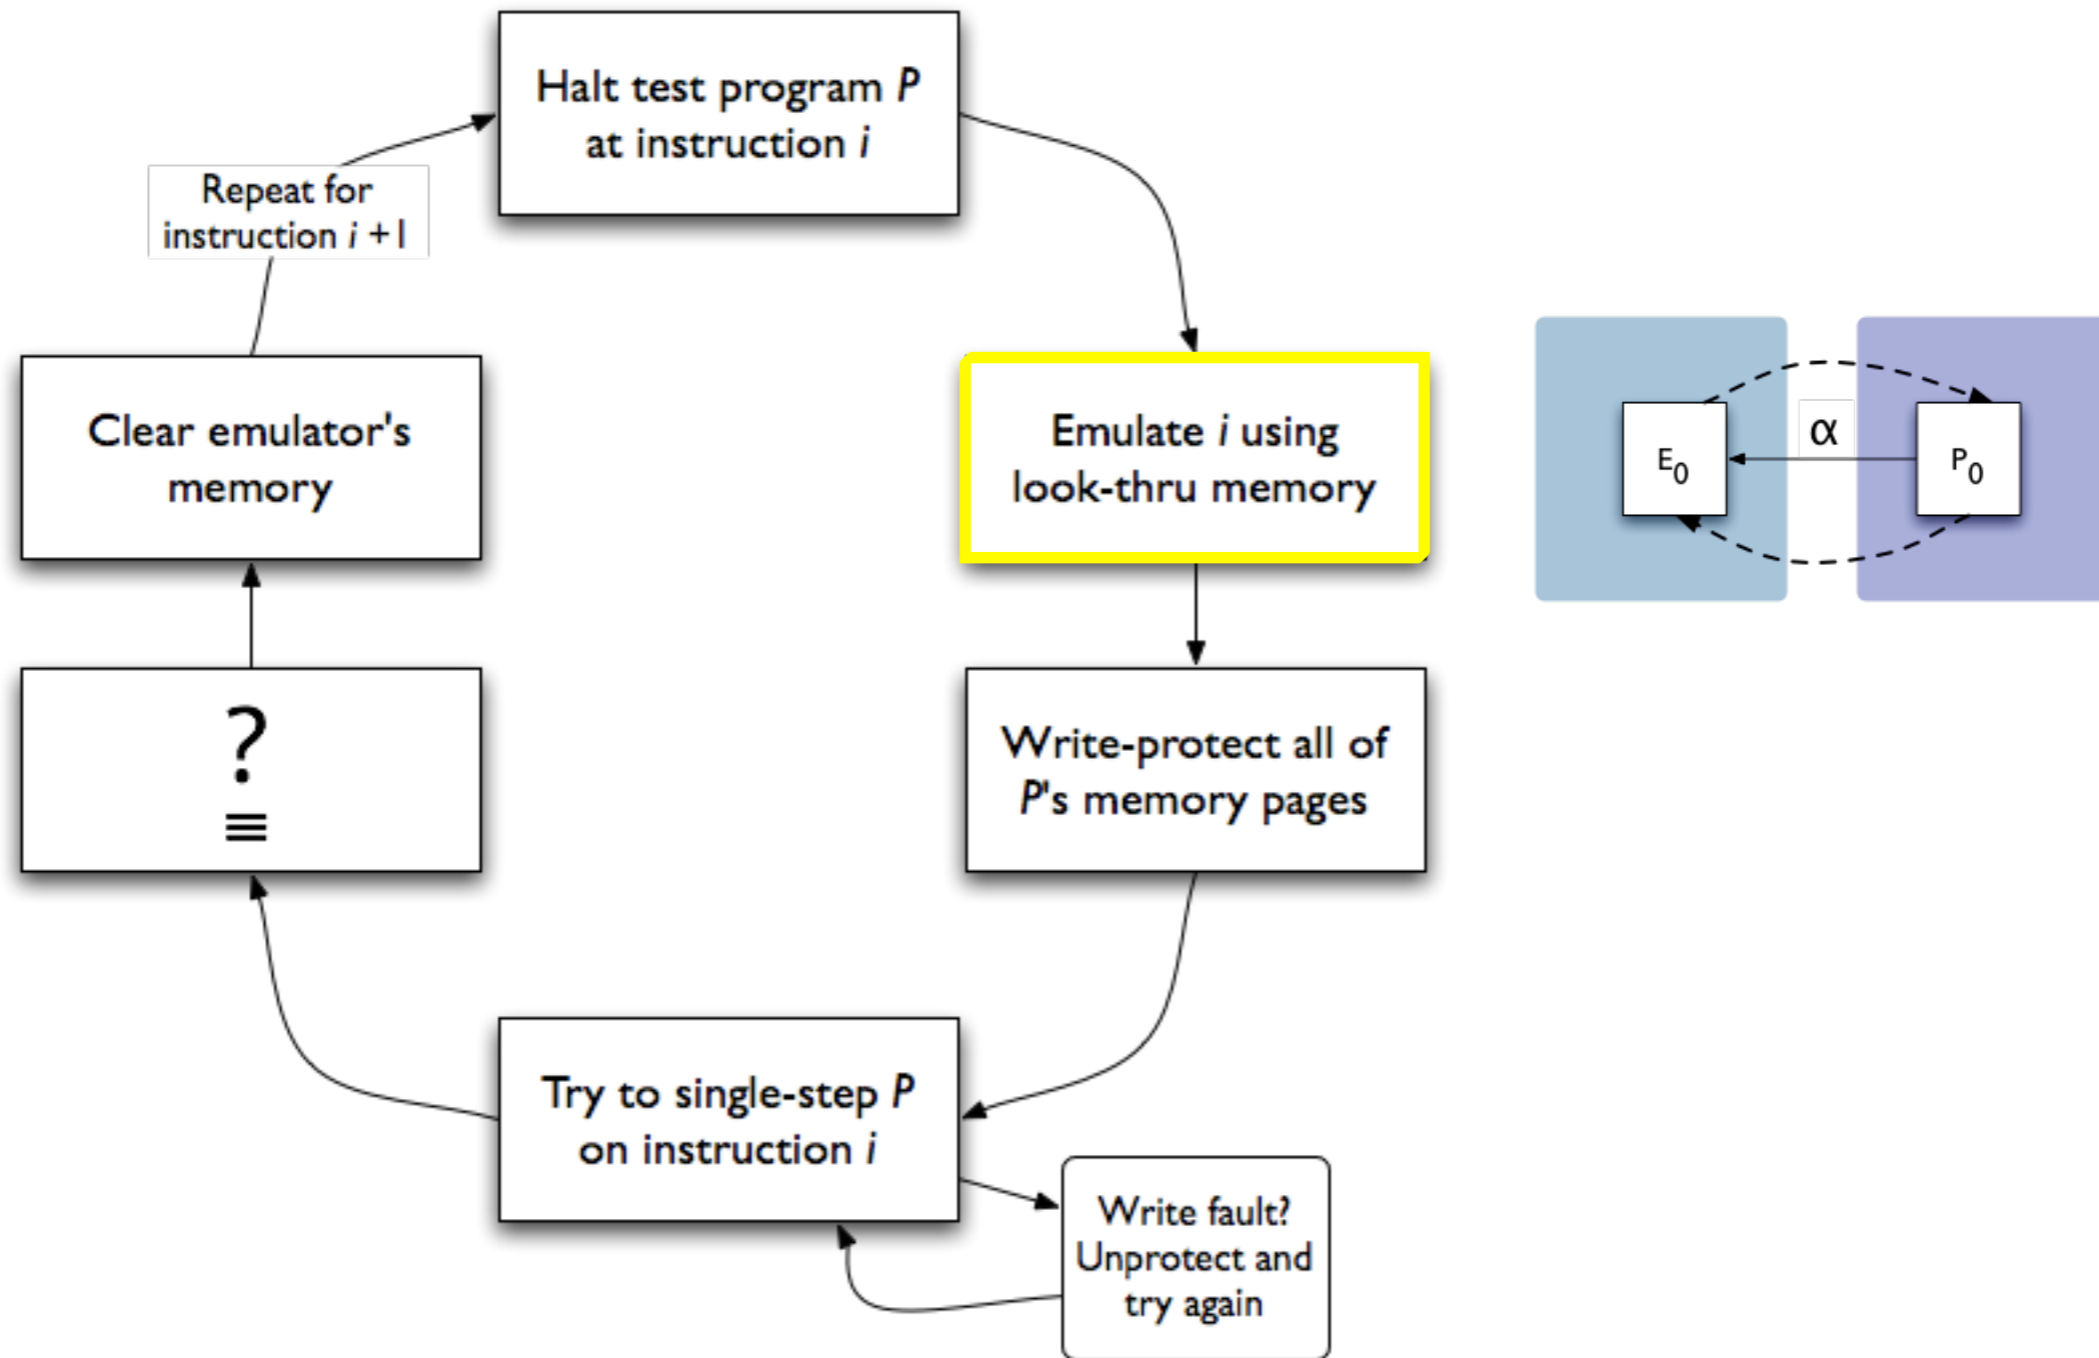 Halt test program P
at instruction i
Repeat for
instruction i +1
Clear emulator's
memory
Emulate i using
look-thru memory
E0
α
P0
?
≡
Write-protect all of
P's memory pages
Try to single-step P
on instruction i
Write fault?
Unprotect and
try again